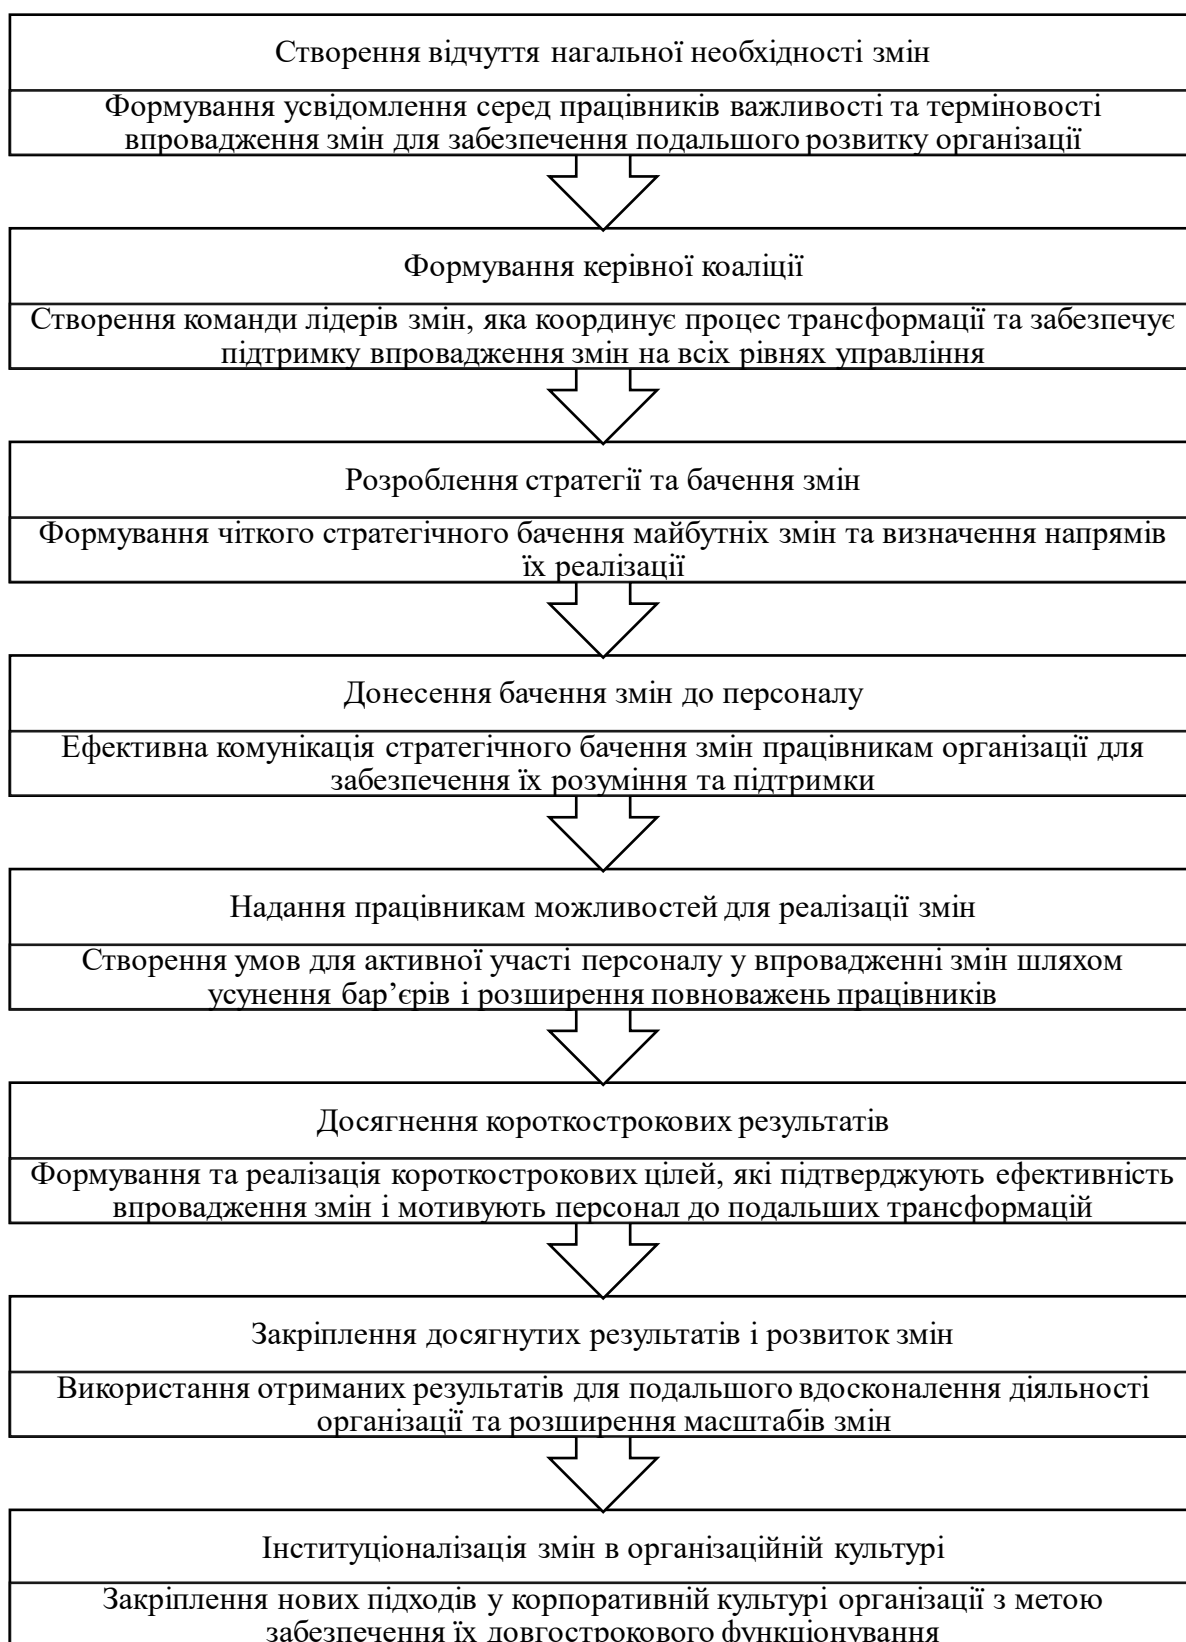 Створення відчуття нагальної необхідності змін
Формування усвідомлення серед працівників важливості та терміновості
впровадження змін для забезпечення подальшого розвитку організації
Формування керівної коаліції
Створення команди лідерів змін, яка координує процес трансформації та забезпечує
підтримку впровадження змін на всіх рівнях управління
Розроблення стратегії та бачення змін
Формування чіткого стратегічного бачення майбутніх змін та визначення напрямів
їх реалізації
Донесення бачення змін до персоналу
Ефективна комунікація стратегічного бачення змін працівникам організації для
забезпечення їх розуміння та підтримки
Надання працівникам можливостей для реалізації змін
Створення умов для активної участі персоналу у впровадженні змін шляхом
усунення бар’єрів і розширення повноважень працівників
Досягнення короткострокових результатів
Формування та реалізація короткострокових цілей, які підтверджують ефективність
впровадження змін і мотивують персонал до подальших трансформацій
Закріплення досягнутих результатів і розвиток змін
Використання отриманих результатів для подальшого вдосконалення діяльності
організації та розширення масштабів змін
Інституціоналізація змін в організаційній культурі
Закріплення нових підходів у корпоративній культурі організації з метою
забезпечення їх довгострокового функціонування